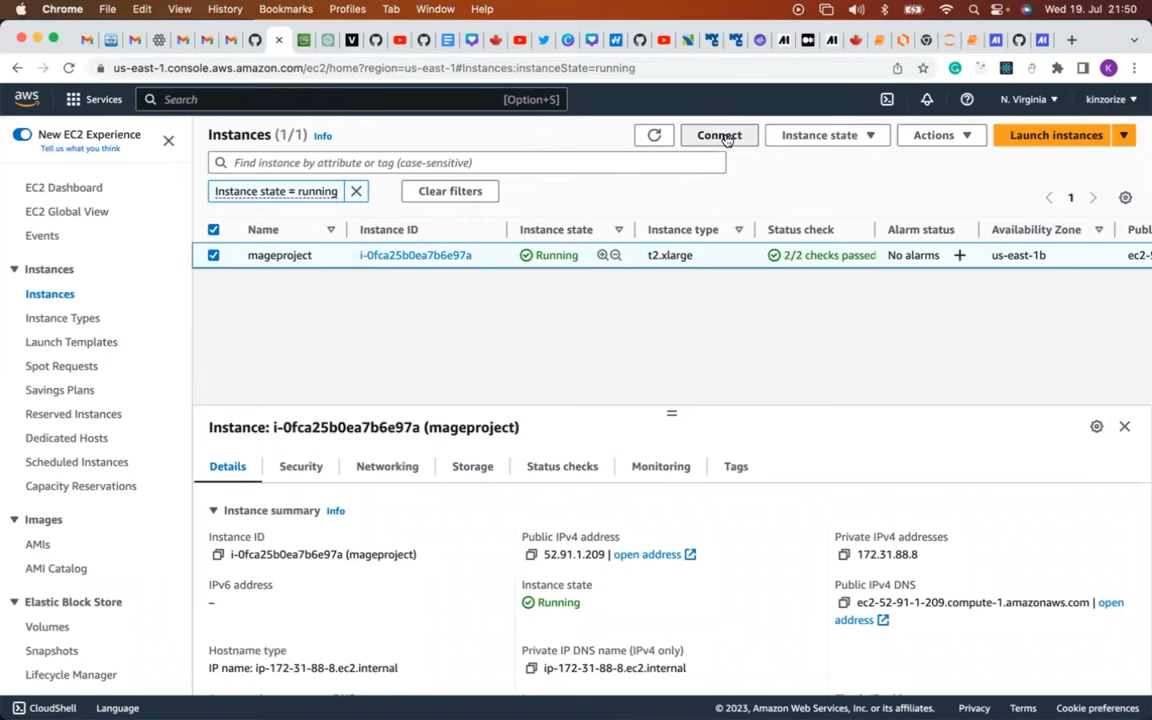 Chrome File Edit View History Bookmarks Profiles Tab Window Help Wed 19. Jul 21:50
us-east-1.console.aws.amazon.com/ec2/home?region=us-east-1#Instances:instanceState=running K
aws Services Search [Option+S] N. Virginia kinzorize
New EC2 Experience
Tell us what you think
EC2 Dashboard
EC2 Global View
Events
Instances
Instances
Instance Types
Launch Templates
Spot Requests
Savings Plans
Reserved Instances
Dedicated Hosts
Scheduled Instances
Capacity Reservations
Images
AMIs
AMI Catalog
Elastic Block Store
Volumes
Snapshots
Lifecycle Manager
Instances (1/1) Info Connect Instance state Actions Launch instances
Find instance by attribute or tag (case-sensitive)
Instance state = running Clear filters 1
Name Instance ID Instance state Instance type Status check Alarm status Availability Zone Publ
mageproject i-0fca25b0ea7b6e97a Running t2.xlarge 2/2 checks passed No alarms us-east-1b ec2-5
Instance: i-0fca25b0ea7b6e97a (mageproject)
Details Security Networking Storage Status checks Monitoring Tags
Instance summary Info
Instance ID Public IPv4 address Private IPv4 addresses
i-0fca25b0ea7b6e97a (mageproject) 52.91.1.209 | open address 172.31.88.8
IPv6 address Instance state Public IPv4 DNS
– Running ec2-52-91-1-209.compute-1.amazonaws.com | open
address
Hostname type Private IP DNS name (IPv4 only)
IP name: ip-172-31-88-8.ec2.internal ip-172-31-88-8.ec2.internal
CloudShell Language © 2023, Amazon Web Services, Inc. or its affiliates. Privacy Terms Cookie preferences